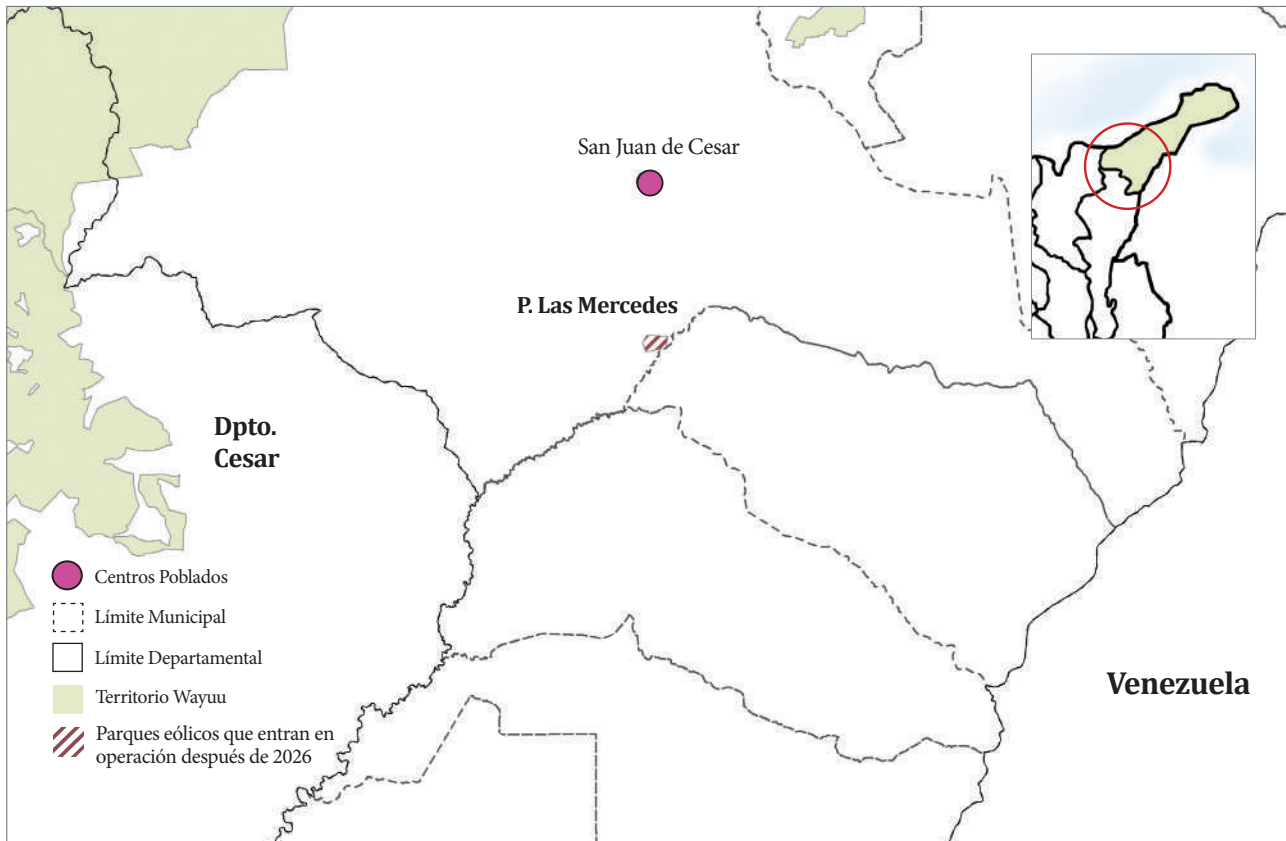 San Juan de Cesar
P. Las Mercedes
Dpto.
Cesar
Centros Poblados
Límite Municipal
Límite Departamental
Territorio Wayuu
Parques eólicos que entran en
operación después de 2026
Venezuela